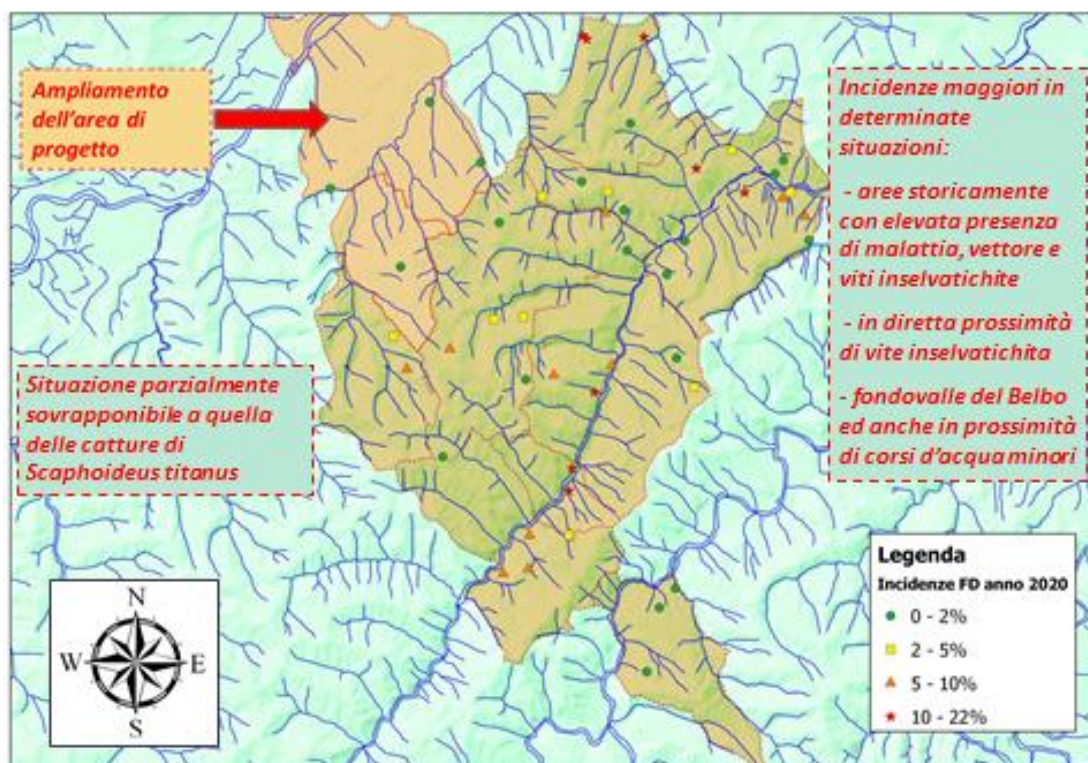 Ampliamento
dell'area di
progetto
Incidenze maggiori in
determinate
situazioni:
- aree storicamente
con elevata presenza
di malattia, vettore e
viti inselvatichite
- in diretta prossimità
di vite inselvatichita
- fondovalle del Belbo
ed anche in prossimità
di corsi d'acqua minori
Situazione parzialmente
sovrapponibile a quella
delle catture di
Scaphoideus titanus
Legenda
Incidenze FD anno 2020
0 - 2%
2 - 5%
5 - 10%
10 - 22%
N
W E
S